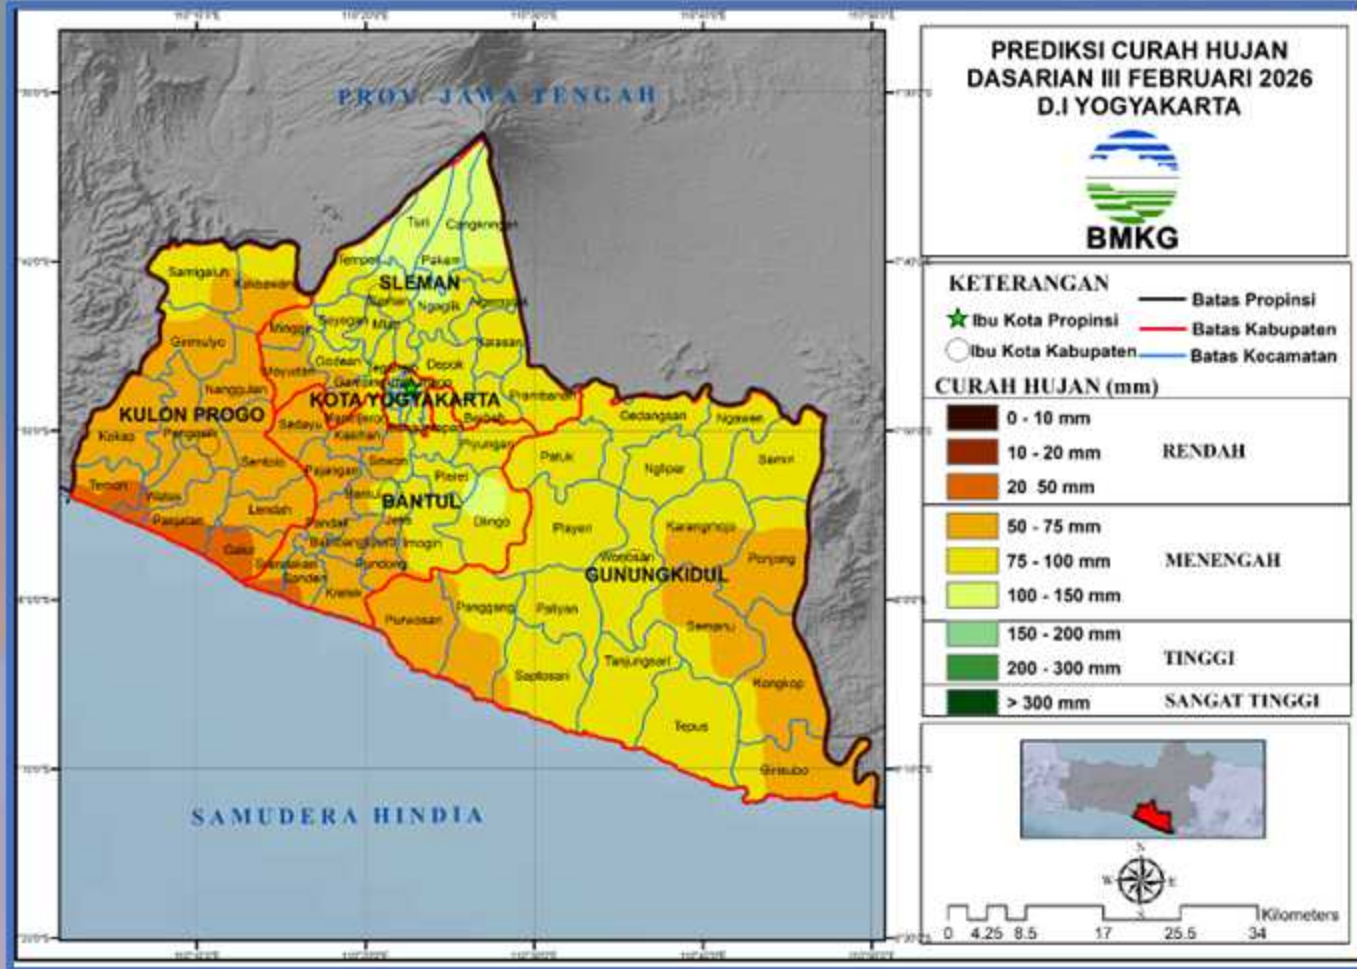 PREDIKSI CURAH HUJAN
DASARIAN III FEBRUARI 2026
D.I YOGYAKARTA
BMKG
KETERANGAN
Ibu Kota Propinsi
Ibu Kota Kabupaten
Batas Propinsi
Batas Kabupaten
Batas Kecamatan
CURAH HUJAN (mm)
0 - 10 mm
10 - 20 mm
20 50 mm
RENDAH
50 - 75 mm
75 - 100 mm
100 - 150 mm
MENENGAH
150 - 200 mm
200 - 300 mm
TINGGI
> 300 mm
SANGAT TINGGI
N
W
E
S
Kilometers
0 4.25 8.5 17 25.5 34
PROV. JAWA TENGAH
Turi
Cangkringan
Tempel
Pakem
SLEMAN
Samigaluh
Kalibawang
Ngaglik
Seyegan
Mlati
Minggir
Girimulyo
Kalasan
Godean
Depok
Moyudan
Nanggulan
Prambanan
KULON PROGO
KOTA YOGYAKARTA
Gedangsari
Ngawen
Sedayu
Kasihan
Kokap
Pengasih
Piyungan
Patuk
Nglipar
Semin
Sentolo
Pajangan
Sewon
Pleret
Temon
Wates
Bantul
BANTUL
Lendah
Panjatan
Pandak
Jetis
Dlingo
Playen
Karangmojo
Galur
Bambanglipuro
Imogiri
Ponjong
Srandakan
Sanden
Pundong
Wonosari
GUNUNGKIDUL
Kretek
Purwosari
Panggang
Paliyan
Semanu
Tanjungsari
Saptosari
Rongkop
Tepus
Girisubo
SAMUDERA HINDIA